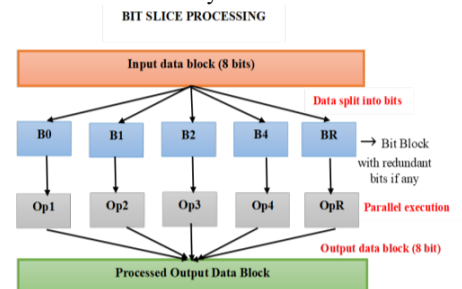 BIT SLICE PROCESSING
Input data block (8 bits)
Data split into bits
B0 B1 B2 B4 BR
→ Bit Block
with redundant
bits if any
Op1 Op2 Op3 Op4 OpR Parallel execution
Output data block (8 bit)
Processed Output Data Block